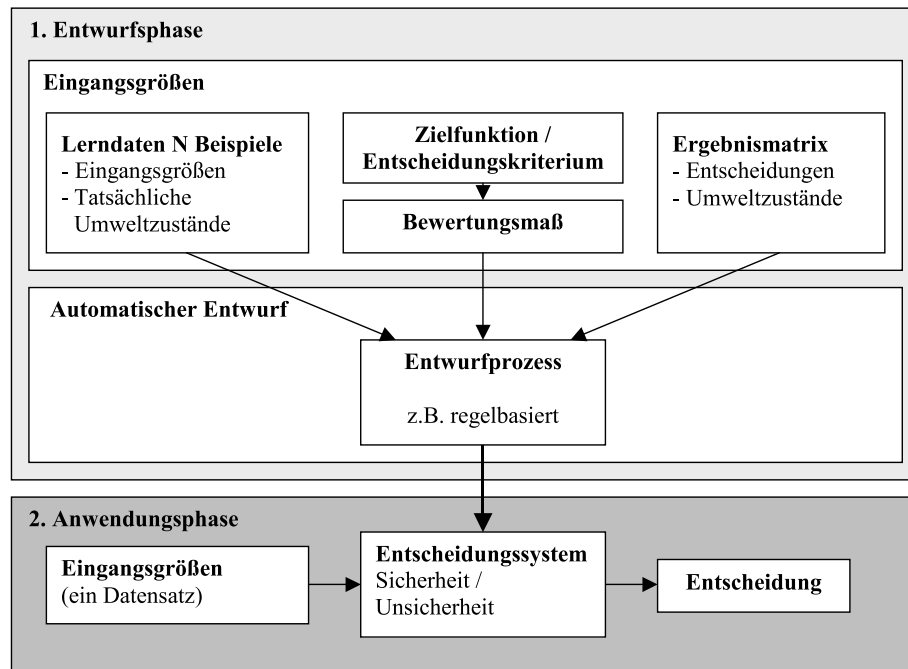 1. Entwurfsphase
Eingangsgrößen
Lerndaten N Beispiele
- Eingangsgrößen
- Tatsächliche
Umweltzustände
Zielfunktion /
Entscheidungskriterium
Bewertungsmaß
Ergebnismatrix
- Entscheidungen
- Umweltzustände
Automatischer Entwurf
Entwurfprozess
z.B. regelbasiert
2. Anwendungsphase
Eingangsgrößen
(ein Datensatz)
Entscheidungssystem
Sicherheit /
Unsicherheit
Entscheidung